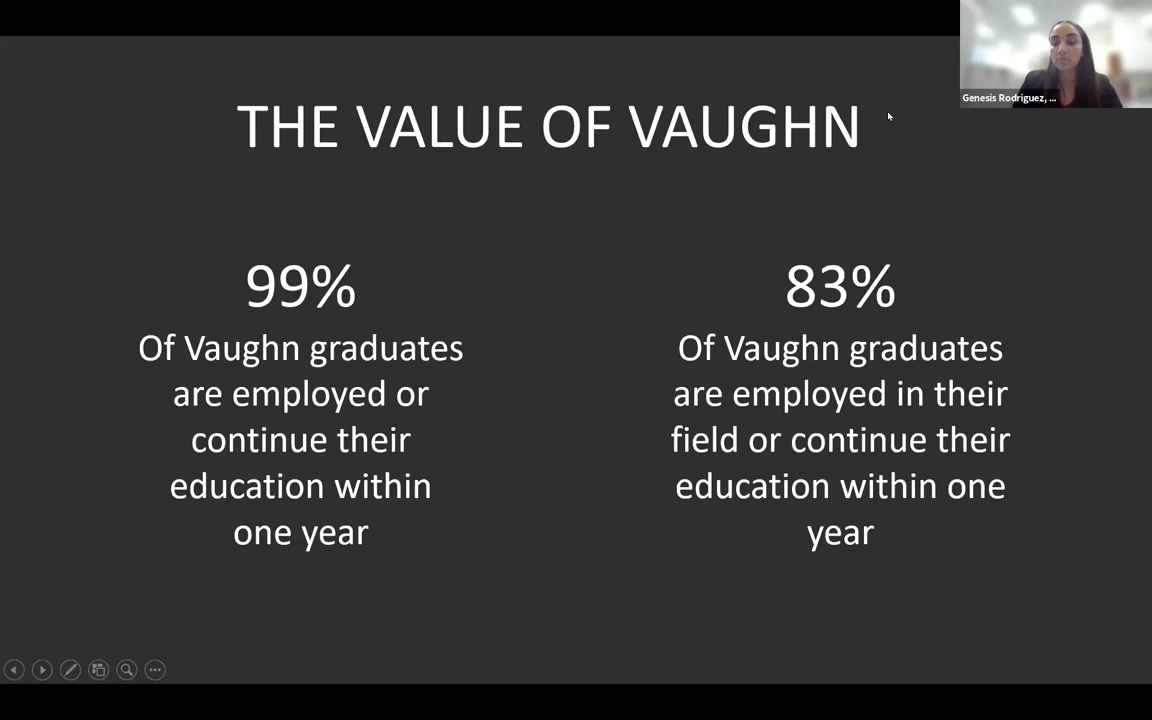 THE VALUE OF VAUGHN
Genesis Rodriguez, ...
99%
Of Vaughn graduates
are employed or
continue their
education within
one year
83%
Of Vaughn graduates
are employed in their
field or continue their
education within one
year